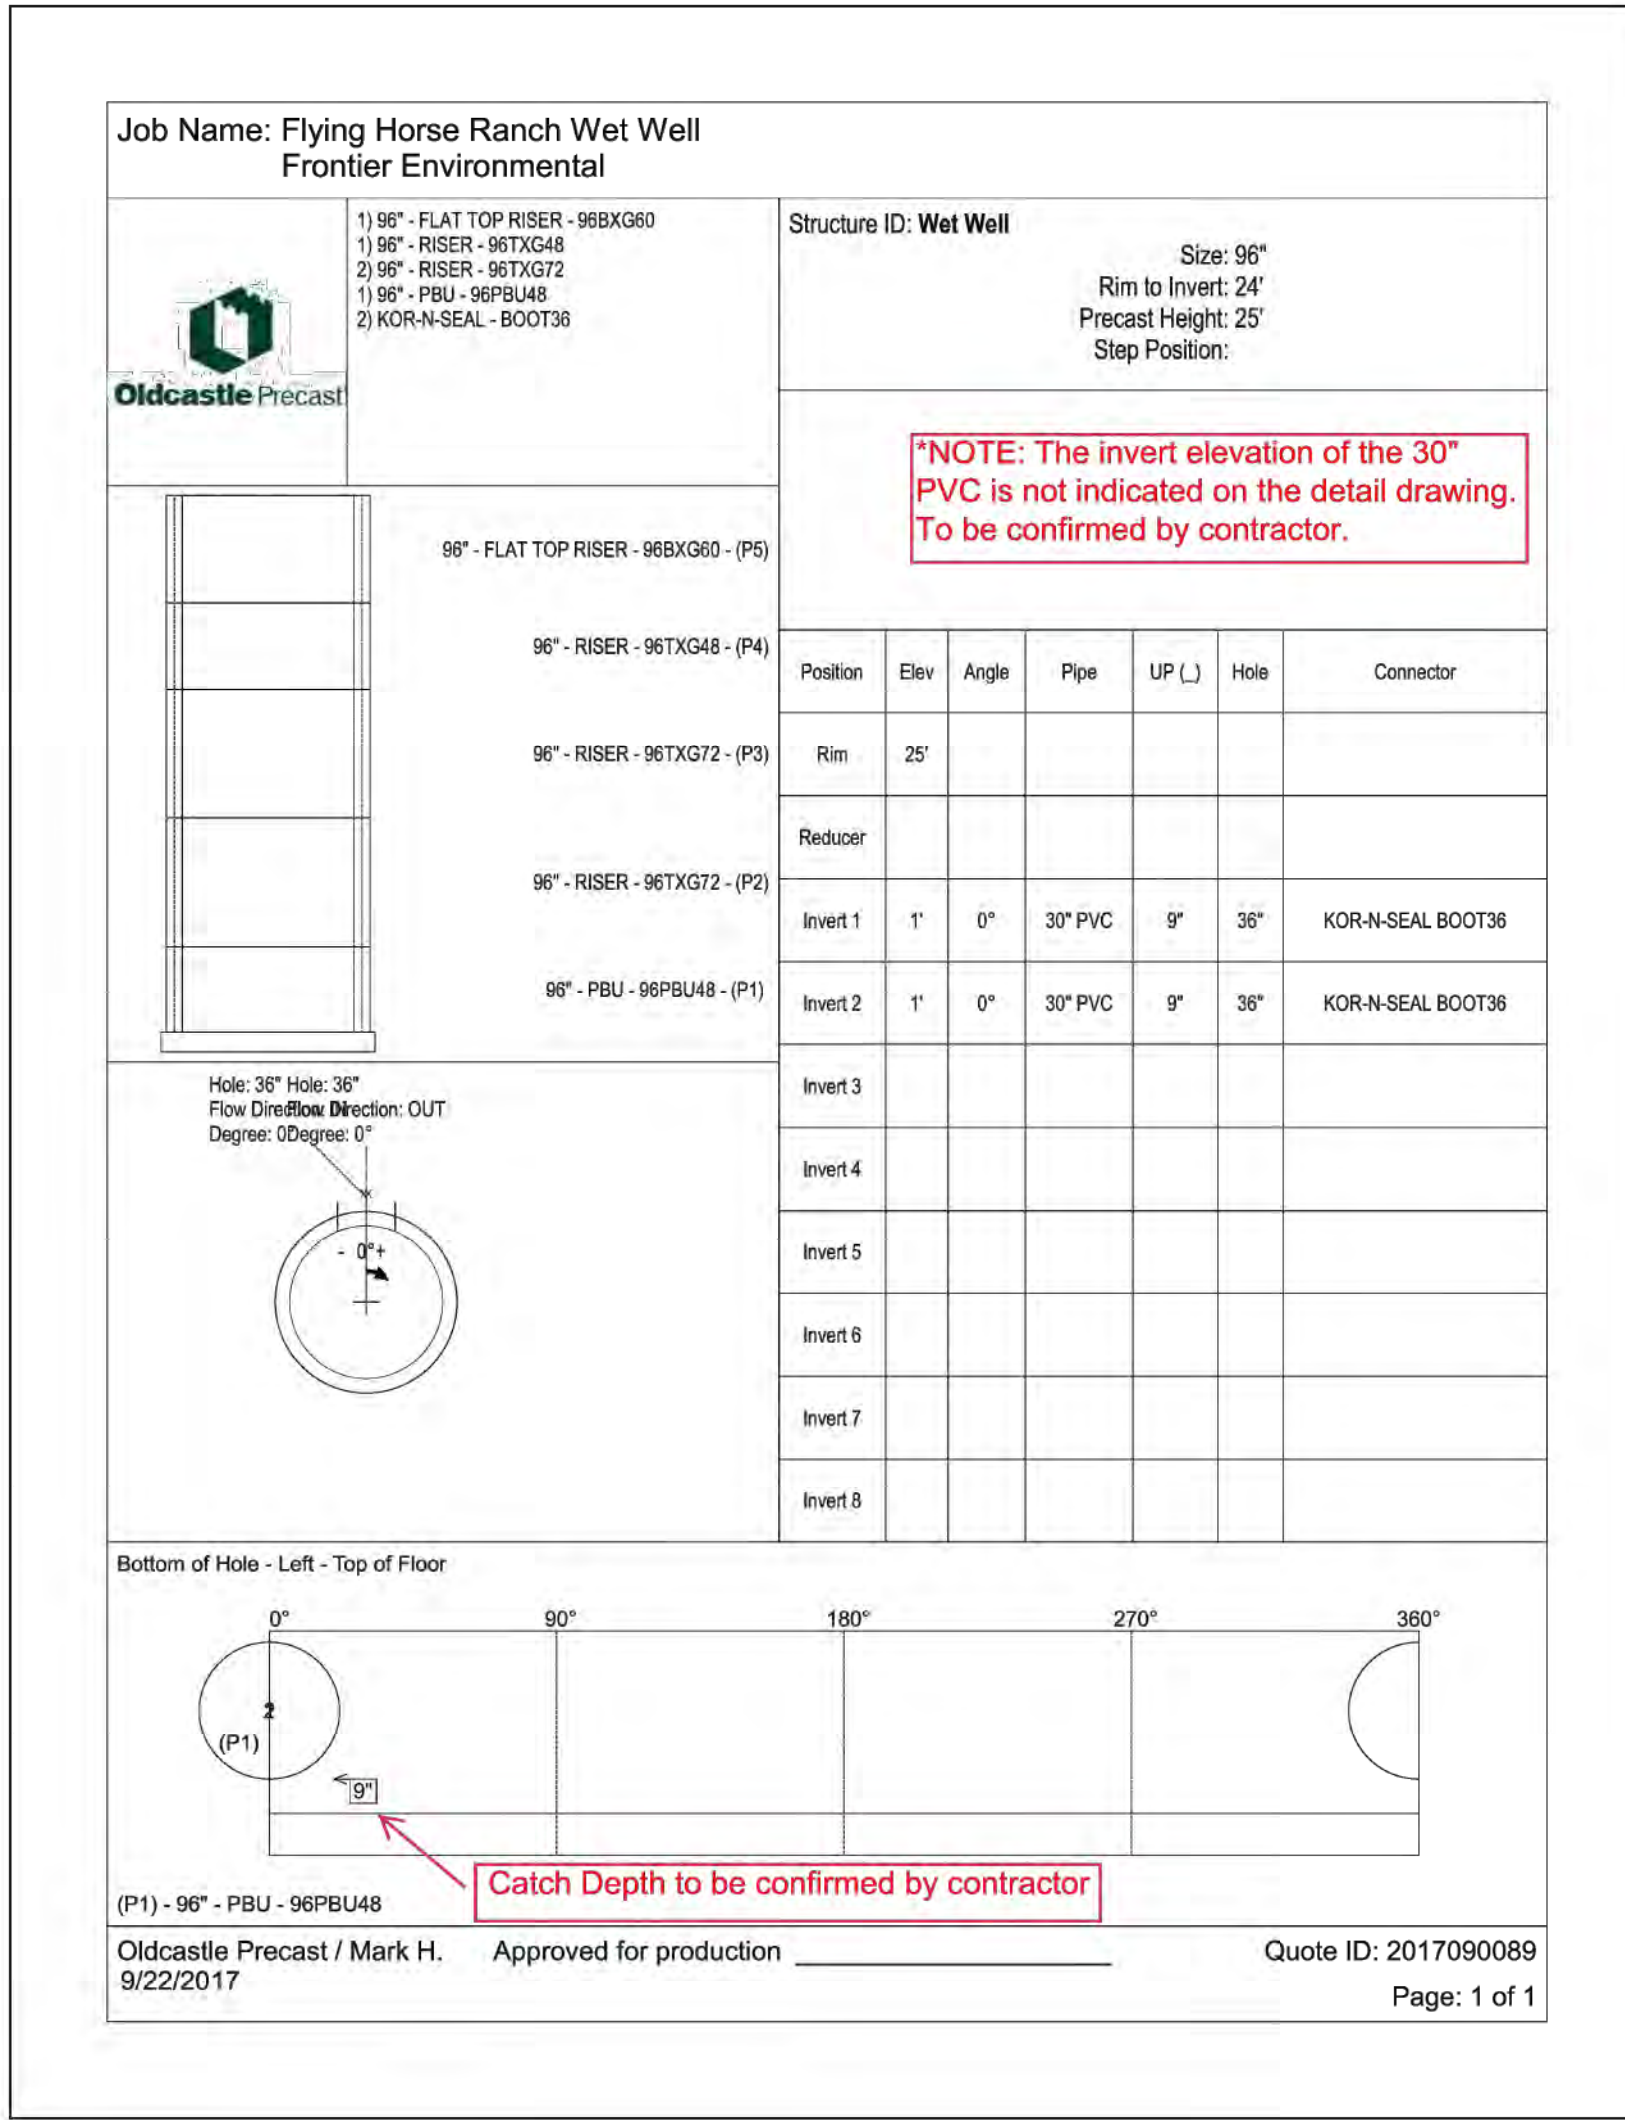 Job Name: Flying Horse Ranch Wet Well
Frontier Environmental
Oldcastle Precast
1) 96" - FLAT TOP RISER - 96BXG60
1) 96" - RISER - 96TXG48
2) 96" - RISER - 96TXG72
1) 96" - PBU - 96PBU48
2) KOR-N-SEAL - BOOT36
Structure ID: Wet Well
Size: 96"
Rim to Invert: 24'
Precast Height: 25'
Step Position:
*NOTE: The invert elevation of the 30"
PVC is not indicated on the detail drawing.
To be confirmed by contractor.
96" - FLAT TOP RISER - 96BXG60 - (P5)
96" - RISER - 96TXG48 - (P4)
96" - RISER - 96TXG72 - (P3)
96" - RISER - 96TXG72 - (P2)
96" - PBU - 96PBU48 - (P1)
Position Elev Angle Pipe UP (_) Hole Connector
Rim 25'
Reducer
Invert 1 1' 0° 30" PVC 9" 36" KOR-N-SEAL BOOT36
Invert 2 1' 0° 30" PVC 9" 36" KOR-N-SEAL BOOT36
Invert 3
Invert 4
Invert 5
Invert 6
Invert 7
Invert 8
Hole: 36" Hole: 36"
Flow Direction: OUT
Degree: 0 Degree: 0°
- 0° +
Bottom of Hole - Left - Top of Floor
0° 90° 180° 270° 360°
2
(P1)
9"
Catch Depth to be confirmed by contractor
(P1) - 96" - PBU - 96PBU48
Oldcastle Precast / Mark H. Approved for production Quote ID: 2017090089
9/22/2017
Page: 1 of 1